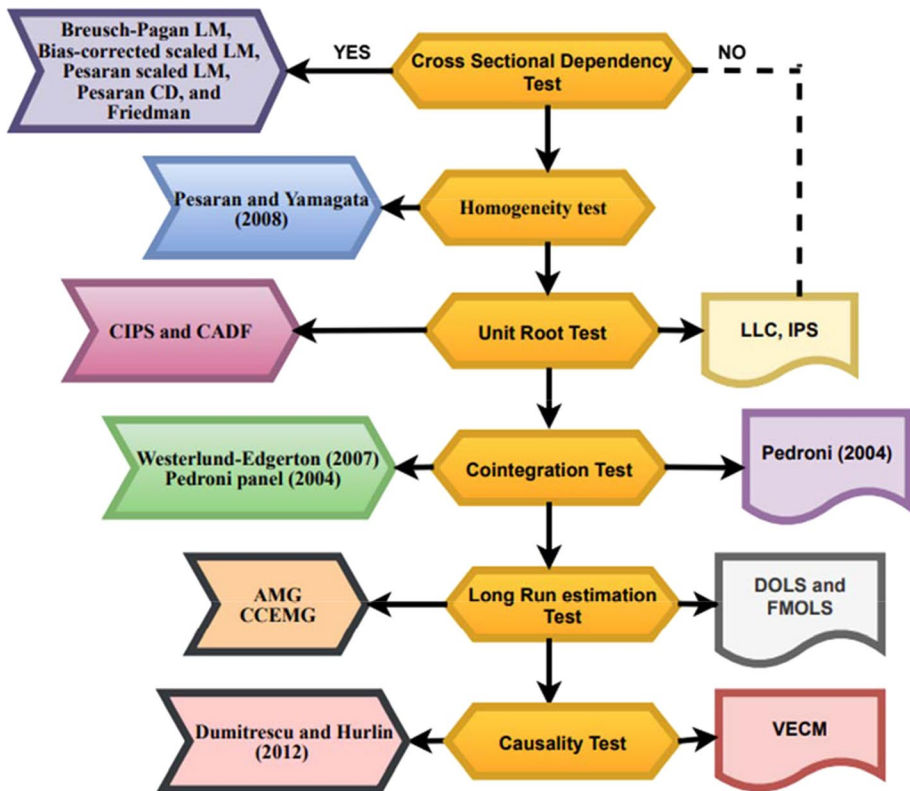 Breusch-Pagan LM,
Bias-corrected scaled LM,
Pesaran scaled LM,
Pesaran CD, and
Friedman
YES
Cross Sectional Dependency
Test
NO
Pesaran and Yamagata
(2008)
Homogeneity test
CIPS and CADF
Unit Root Test
LLC, IPS
Westerlund-Edgerton (2007)
Pedroni panel (2004)
Cointegration Test
Pedroni (2004)
AMG
CCEMG
Long Run estimation
Test
DOLS and
FMOLS
Dumitrescu and Hurlin
(2012)
Causality Test
VECM